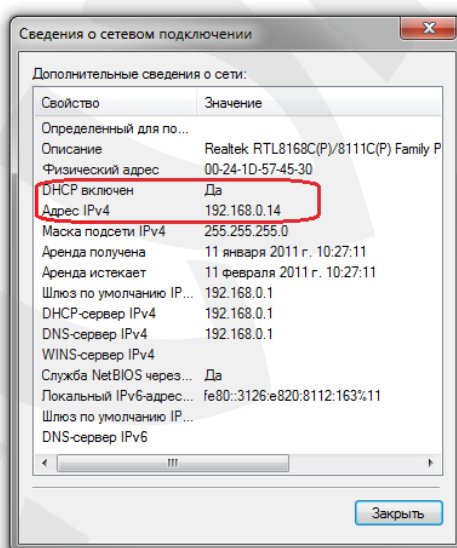 Сведения о сетевом подключении
Дополнительные сведения о сети:
Свойство Значение
Определенный для по...
Описание Realtek RTL8168C(P)/8111C(P) Family P
Физический адрес 00-24-1D-57-45-30
DHCP включен Да
Адрес IPv4 192.168.0.14
Маска подсети IPv4 255.255.255.0
Аренда получена 11 января 2011 г. 10:27:11
Аренда истекает 11 февраля 2011 г. 10:27:11
Шлюз по умолчанию IP... 192.168.0.1
DHCP-сервер IPv4 192.168.0.1
DNS-сервер IPv4 192.168.0.1
WINS-сервер IPv4
Служба NetBIOS через... Да
Локальный IPv6-адрес... fe80::3126:e820:8112:163%11
Шлюз по умолчанию IP...
DNS-сервер IPv6
Закрыть